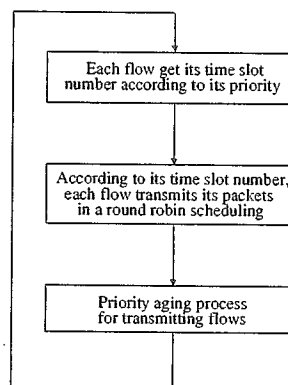 Each flow get its time slot
number according to its priority
According to its time slot number,
each flow transmits its packets
in a round robin scheduling
Priority aging process
for transmitting flows